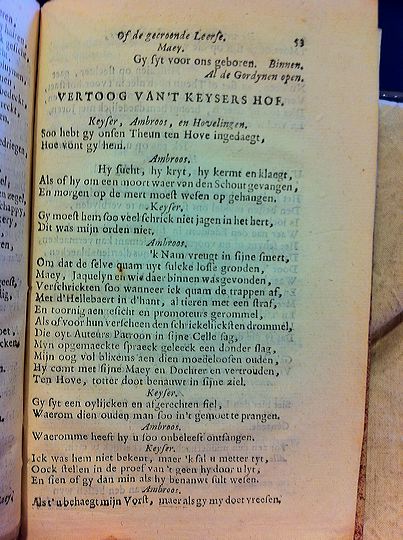 Of de gecroonde Leerse. 53
Maey.
Gy syt voor ons geboren. Binnen.
Al de Gordynen open.
VERTOOG VAN'T KEYSERS HOF.
Keyser, Ambroos, en Hovelingen.
Soo hebt gy onsen Theun ten Hove ingedaegt,
Hoe vont gy hem.
Ambroos.
Hy sucht, hy kryt, hy kermt en klaegt,
Als of hy om een moort waer von den Schout gevangen,
En morgen op de mert moest wesen op gehangen.
Keyser,
Gy moest hem soo veel schrick niet jagen in het hert,
Dit was mijn orden niet.
Ambroos.
'k Nam vreugt in sijne smert,
Om dat de selve quam uyt sulcke losse gronden,
Maey, Jaquelyn en wie daer binnen was gevonden,
Verschrickten soo wanneer ick quam de trappen af,
Met d'Hellebaert in d'hant, al tieren met een straf,
En toornig aengesicht en promoteurs gerommel,
Als of voor hun verscheen den schrickelijcksten drommel,
Die oyt Auteurs Patroon in sijne Celle sag,
Myn opgemaeckte spraeck geleeck een donder slag,
Mijn oog vol blixems aen dien moedeloosen ouden,
Hy comt met sijne Maey en Dochter en vertrouden,
Ten Hove, totter doot benauwt in sijne ziel.
Keyser.
Gy syt een oylijcken en afgerechten fiel,
Waerom dien ouden man soo in't gemoet te prangen.
Ambroos.
Waeromme heeft hy u soo onbeleeft ontfangen.
Keyser.
Ick was hem niet bekent, maer 'k sal u metter tyt,
Oock stellen in de proef van't geen hy door u lyt,
En sien of gy dan min als hy benanwt sult wesen.
Ambroos.
Als t'u behaegt mijn Vorst, maer als gy my doet vreesen,